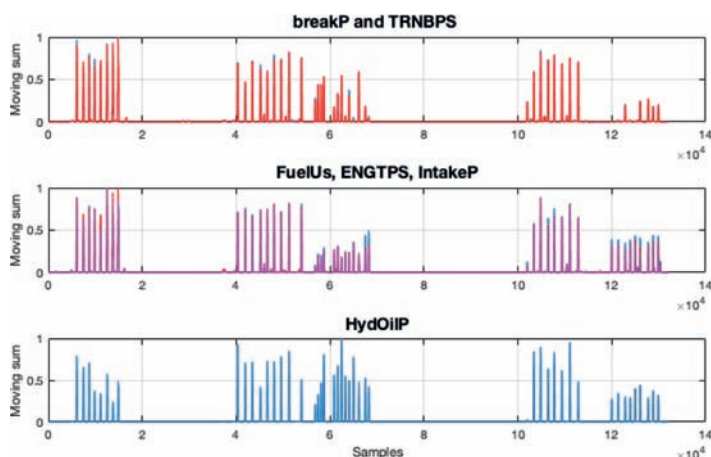 breakP and TRNBPS
1
0.5
0
Moving sum
0 2 4 6 8 10 12 14
×10⁴
FuelUs, ENGTPS, IntakeP
1
0.5
0
Moving sum
0 2 4 6 8 10 12 14
×10⁴
HydOilP
1
0.5
0
Moving sum
0 2 4 6 8 10 12 14
Samples
×10⁴